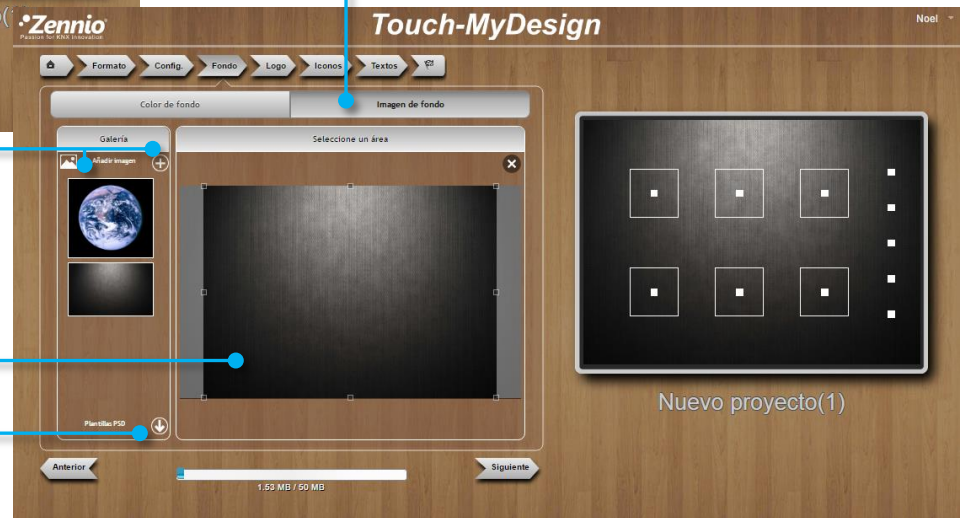 Zennio
Passion for KNX Innovation
Touch-MyDesign
Noel
Formato
Config.
Fondo
Logo
Iconos
Textos
Color de fondo
Imagen de fondo
Galería
Seleccione un área
Añadir imagen
Plantillas PSD
Nuevo proyecto(1)
Anterior
Siguiente
1.53 MB / 50 MB